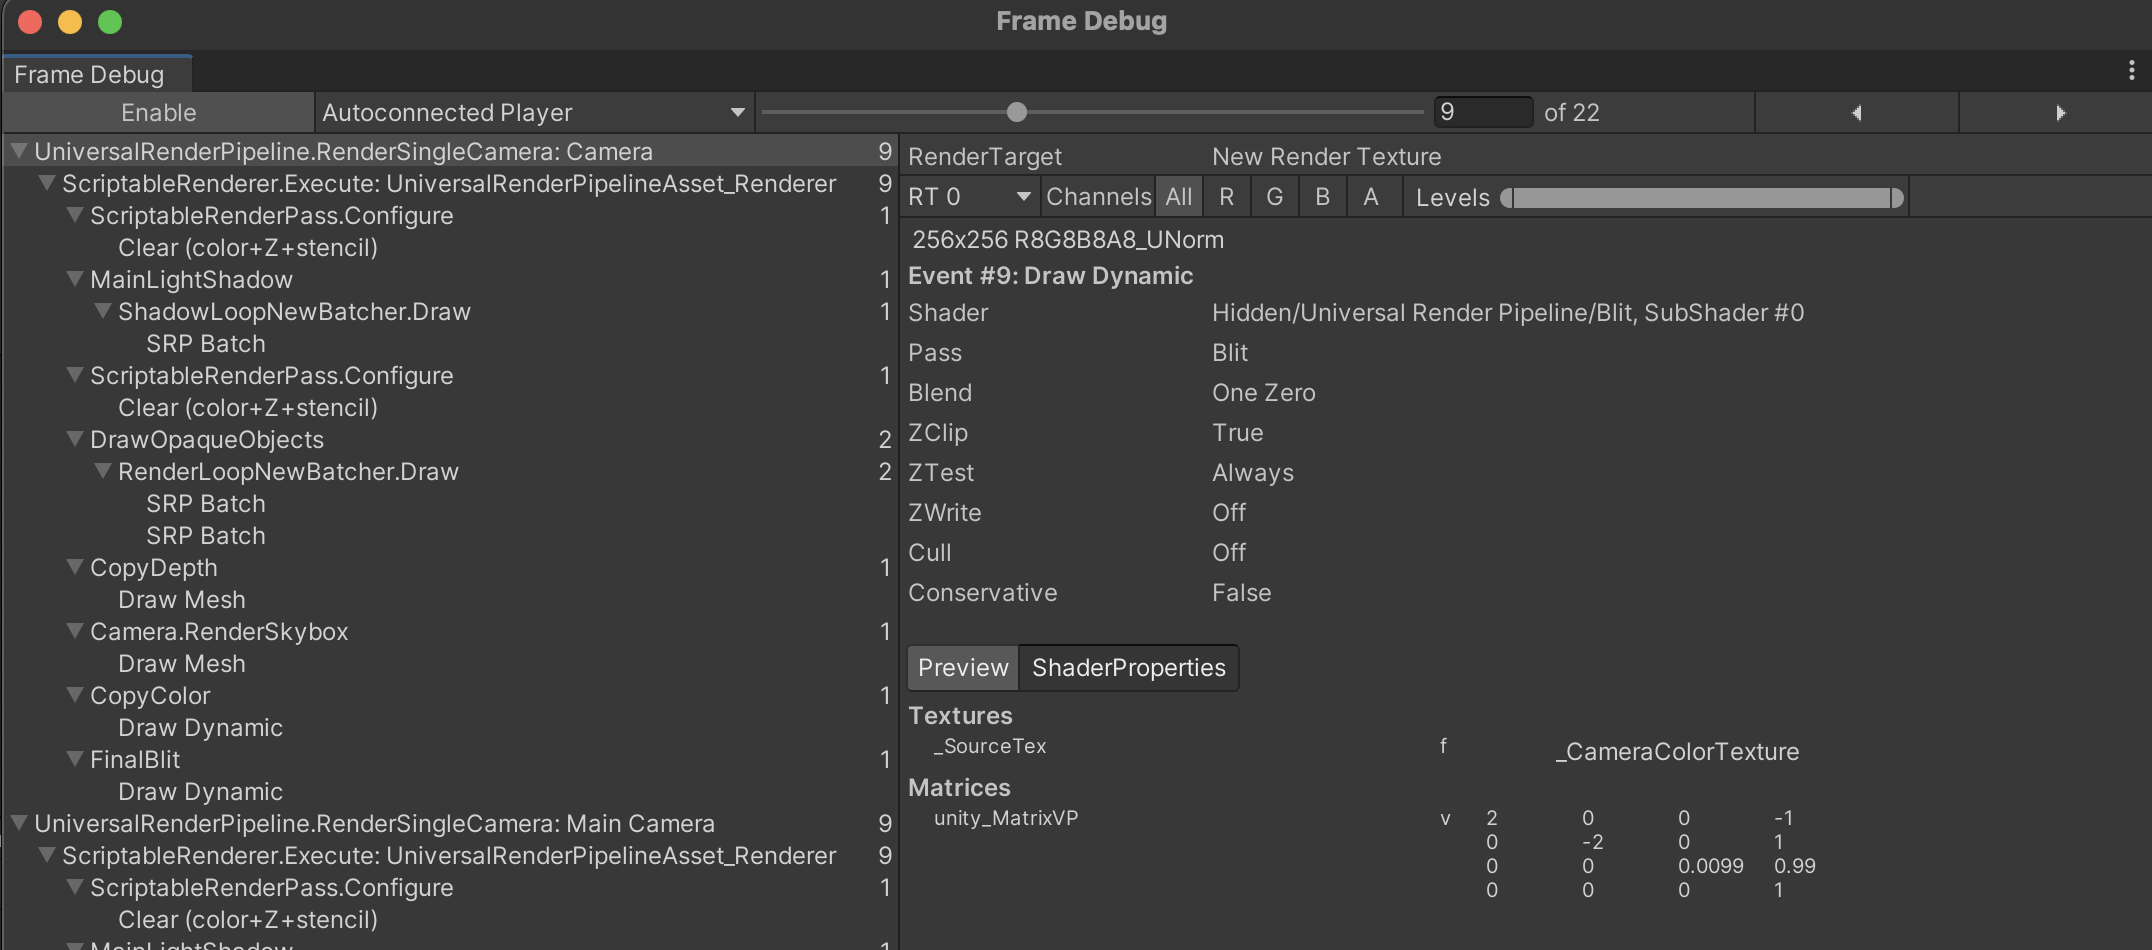 Frame Debug
Frame Debug
Enable
Autoconnected Player
9 of 22
UniversalRenderPipeline.RenderSingleCamera: Camera 9
ScriptableRenderer.Execute: UniversalRenderPipelineAsset_Renderer 9
ScriptableRenderPass.Configure 1
Clear (color+Z+stencil)
MainLightShadow 1
ShadowLoopNewBatcher.Draw 1
SRP Batch
ScriptableRenderPass.Configure 1
Clear (color+Z+stencil)
DrawOpaqueObjects 2
RenderLoopNewBatcher.Draw 2
SRP Batch
SRP Batch
CopyDepth 1
Draw Mesh
Camera.RenderSkybox 1
Draw Mesh
CopyColor 1
Draw Dynamic
FinalBlit 1
Draw Dynamic
UniversalRenderPipeline.RenderSingleCamera: Main Camera 9
ScriptableRenderer.Execute: UniversalRenderPipelineAsset_Renderer 9
ScriptableRenderPass.Configure 1
Clear (color+Z+stencil)
MainLightShadow 1
RenderTarget New Render Texture
RT 0 Channels All R G B A Levels
256x256 R8G8B8A8_UNorm
Event #9: Draw Dynamic
Shader Hidden/Universal Render Pipeline/Blit, SubShader #0
Pass Blit
Blend One Zero
ZClip True
ZTest Always
ZWrite Off
Cull Off
Conservative False
Preview ShaderProperties
Textures
_SourceTex f _CameraColorTexture
Matrices
unity_MatrixVP v 2 0 0 -1
0 -2 0 1
0 0 0.0099 0.99
0 0 0 1